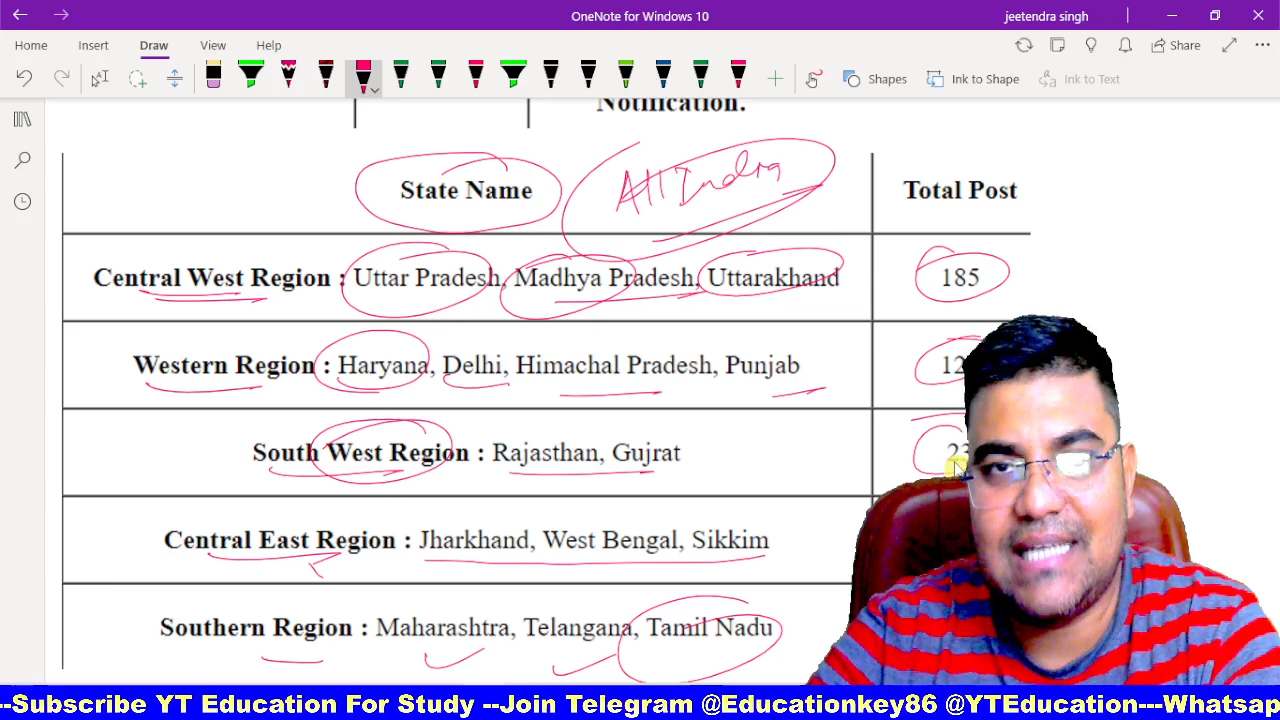 OneNote for Windows 10
jeetendra singh
Home Insert Draw View Help
Share
Shapes Ink to Shape Ink to Text
Notification.
State Name All India Total Post
Central West Region : Uttar Pradesh, Madhya Pradesh, Uttarakhand 185
Western Region : Haryana, Delhi, Himachal Pradesh, Punjab
South West Region : Rajasthan, Gujrat
Central East Region : Jharkhand, West Bengal, Sikkim
Southern Region : Maharashtra, Telangana, Tamil Nadu
--Subscribe YT Education For Study --Join Telegram @Educationkey86 @YTEducation---Whatsap